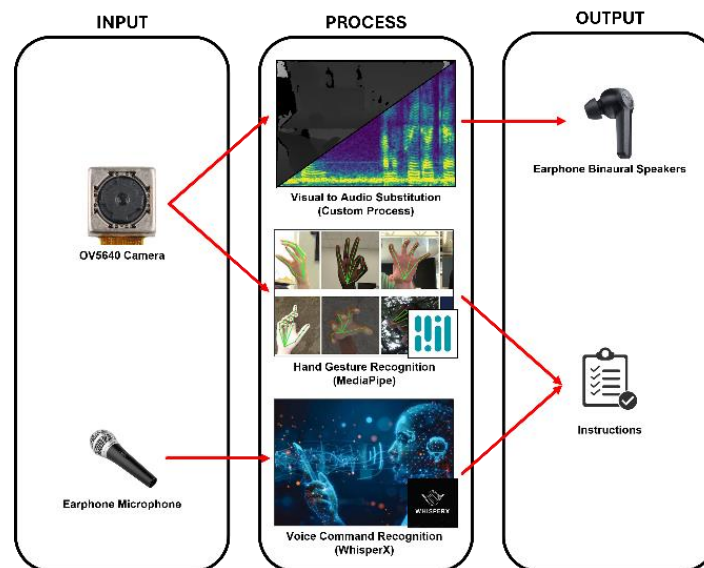 INPUT
PROCESS
OUTPUT
OV5640 Camera
Earphone Microphone
Visual to Audio Substitution
(Custom Process)
Hand Gesture Recognition
(MediaPipe)
WHISPERX
Voice Command Recognition
(WhisperX)
Earphone Binaural Speakers
Instructions